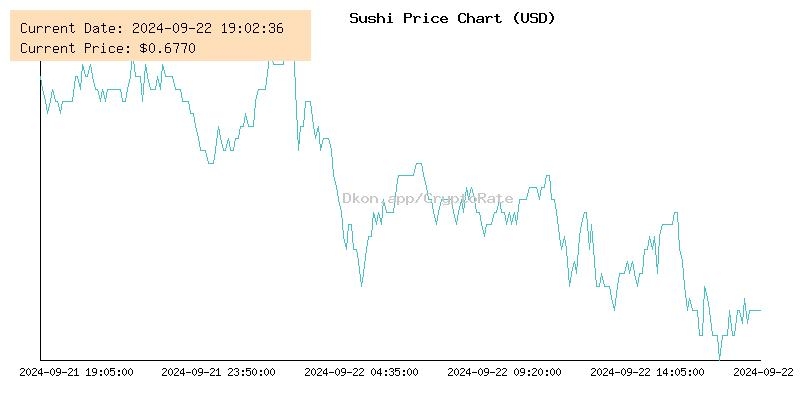 Sushi Price Chart (USD)
Current Date: 2024-09-22 19:02:36
Current Price: $0.6770
Dkon.app/CryptoRate
2024-09-21 19:05:00 2024-09-21 23:50:00 2024-09-22 04:35:00 2024-09-22 09:20:00 2024-09-22 14:05:00 2024-09-22